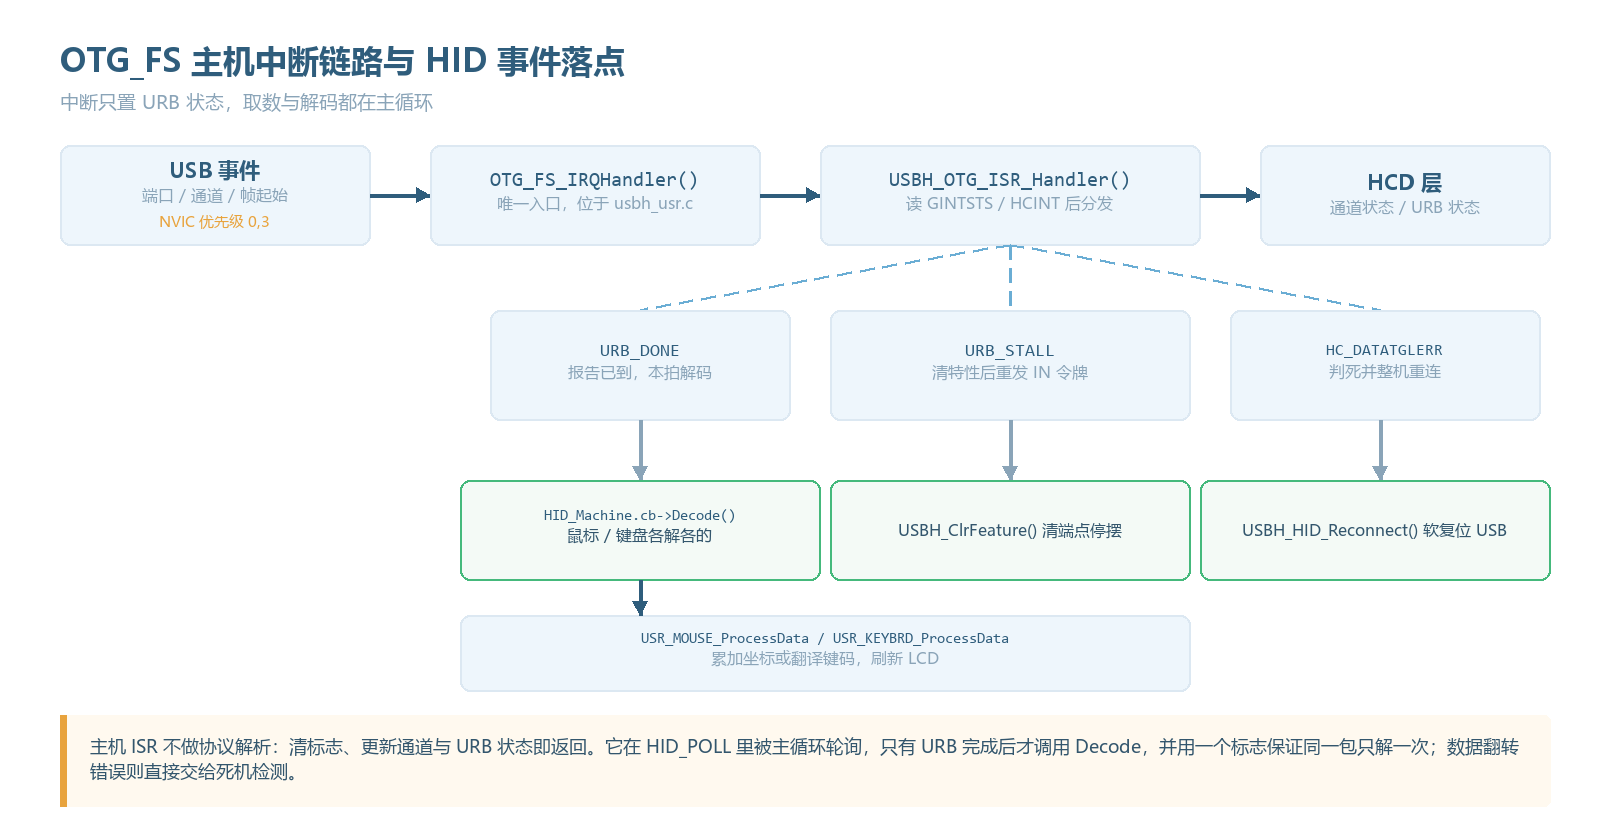 OTG_FS 主机中断链路与 HID 事件落点
中断只置 URB 状态，取数与解码都在主循环
USB 事件
端口 / 通道 / 帧起始
NVIC 优先级 0,3
OTG_FS_IRQHandler()
唯一入口，位于 usbh_usr.c
USBH_OTG_ISR_Handler()
读 GINTSTS / HCINT 后分发
HCD 层
通道状态 / URB 状态
URB_DONE
报告已到，本拍解码
URB_STALL
清特性后重发 IN 令牌
HC_DATATGLERR
判死并整机重连
HID_Machine.cb->Decode()
鼠标 / 键盘各解各的
USBH_ClrFeature() 清端点停摆
USBH_HID_Reconnect() 软复位 USB
USR_MOUSE_ProcessData / USR_KEYBRD_ProcessData
累加坐标或翻译键码，刷新 LCD
主机 ISR 不做协议解析：清标志、更新通道与 URB 状态即返回。它在 HID_POLL 里被主循环轮询，只有 URB 完成后才调用 Decode，并用一个标志保证同一包只解一次；数据翻转
错误则直接交给死机检测。